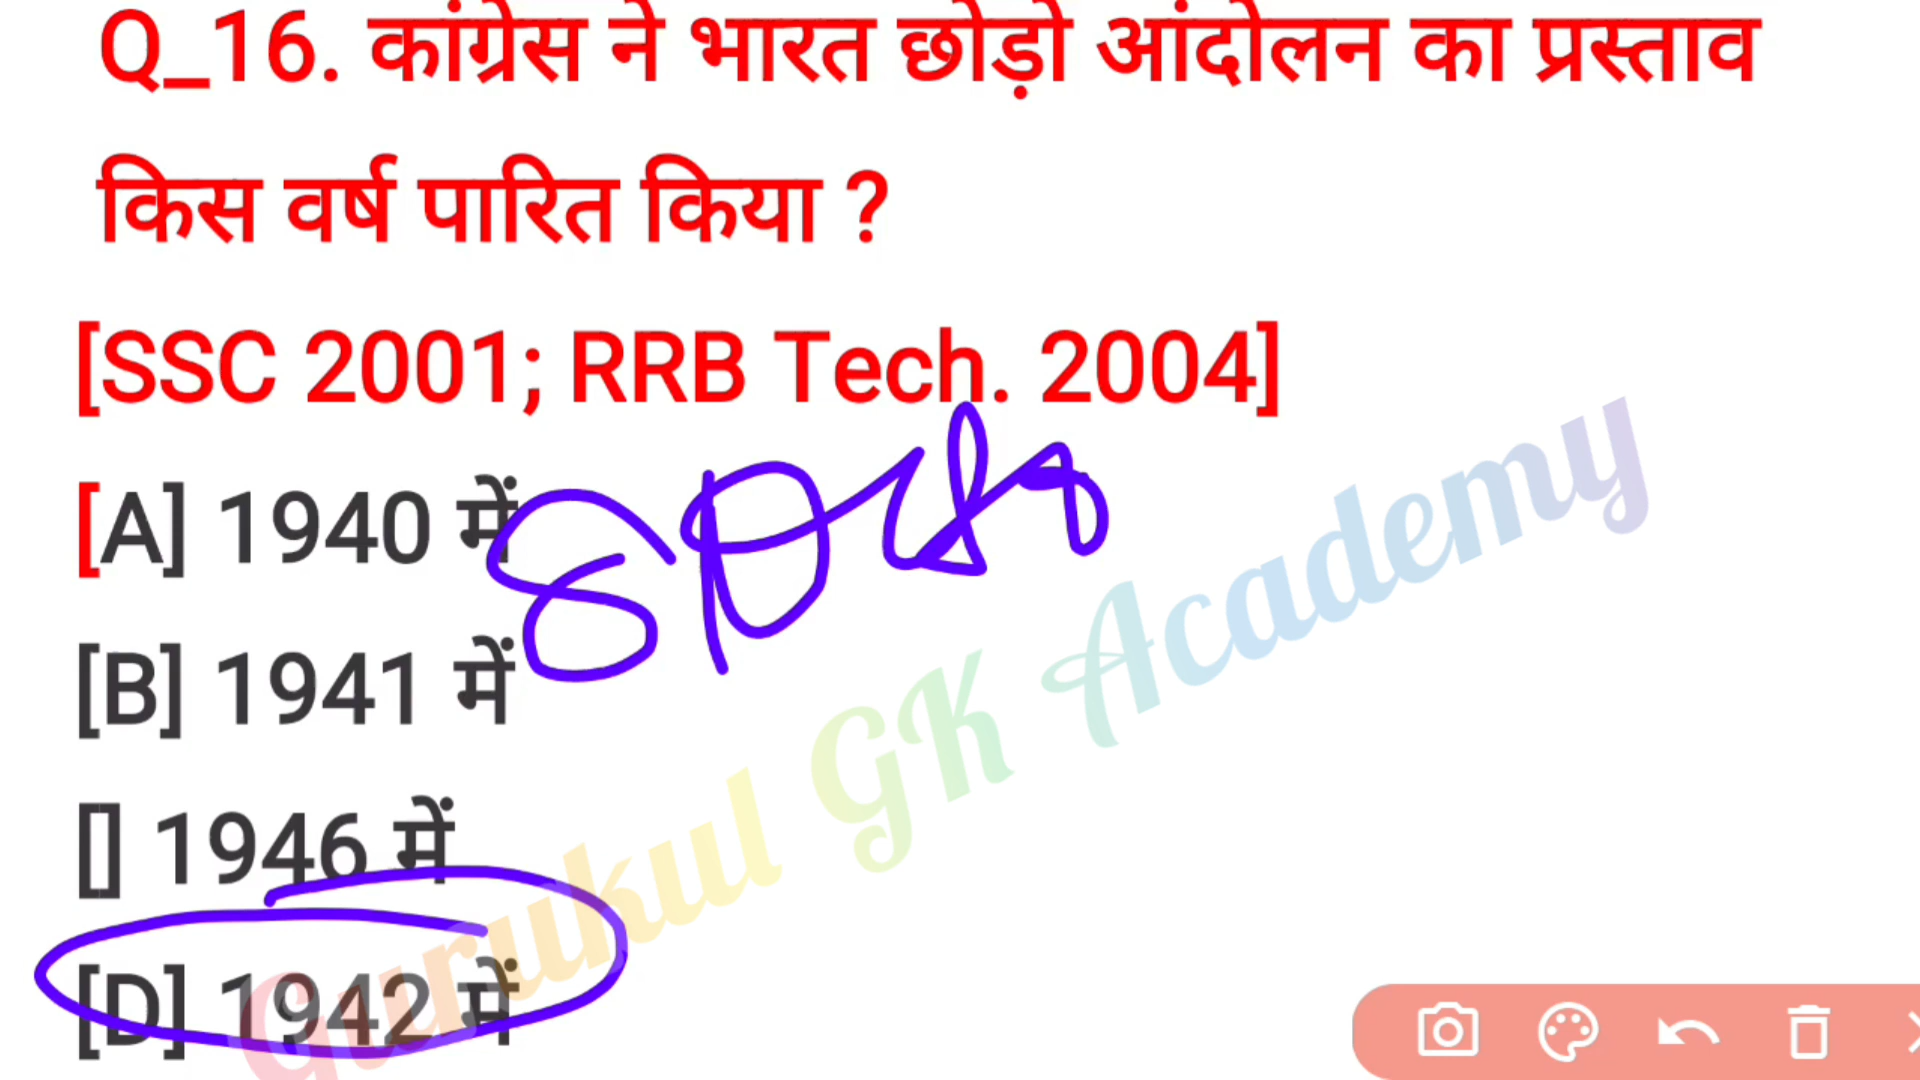 Q_16. कांग्रेस ने भारत छोड़ो आंदोलन का प्रस्ताव
किस वर्ष पारित किया ?
[SSC 2001; RRB Tech. 2004]
[A] 1940 में
[B] 1941 में
[] 1946 में
[D] 1942 में
Gurukul GK Academy